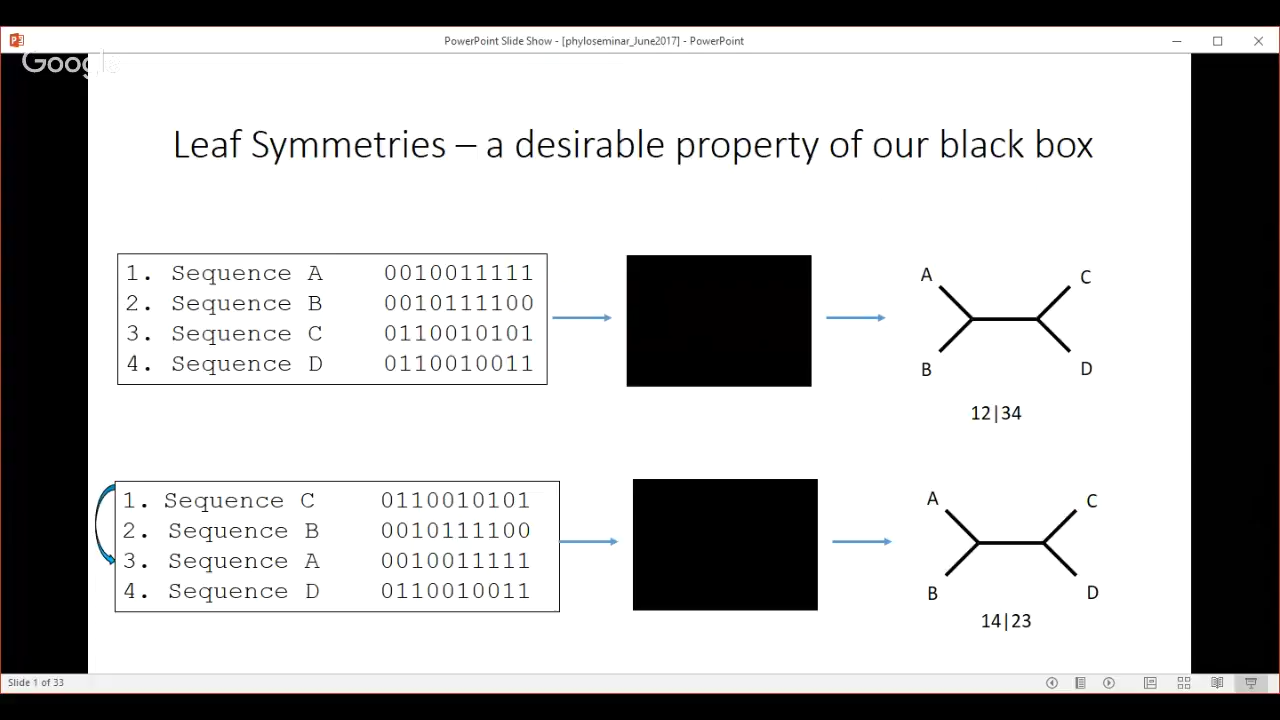 PowerPoint Slide Show - [phyloseminar_June2017] - PowerPoint
Google
Leaf Symmetries – a desirable property of our black box
1. Sequence A 0010011111
2. Sequence B 0010111100
3. Sequence C 0110010101
4. Sequence D 0110010011
A C
B D
12|34
1. Sequence C 0110010101
2. Sequence B 0010111100
3. Sequence A 0010011111
4. Sequence D 0110010011
A C
B D
14|23
Slide 1 of 33